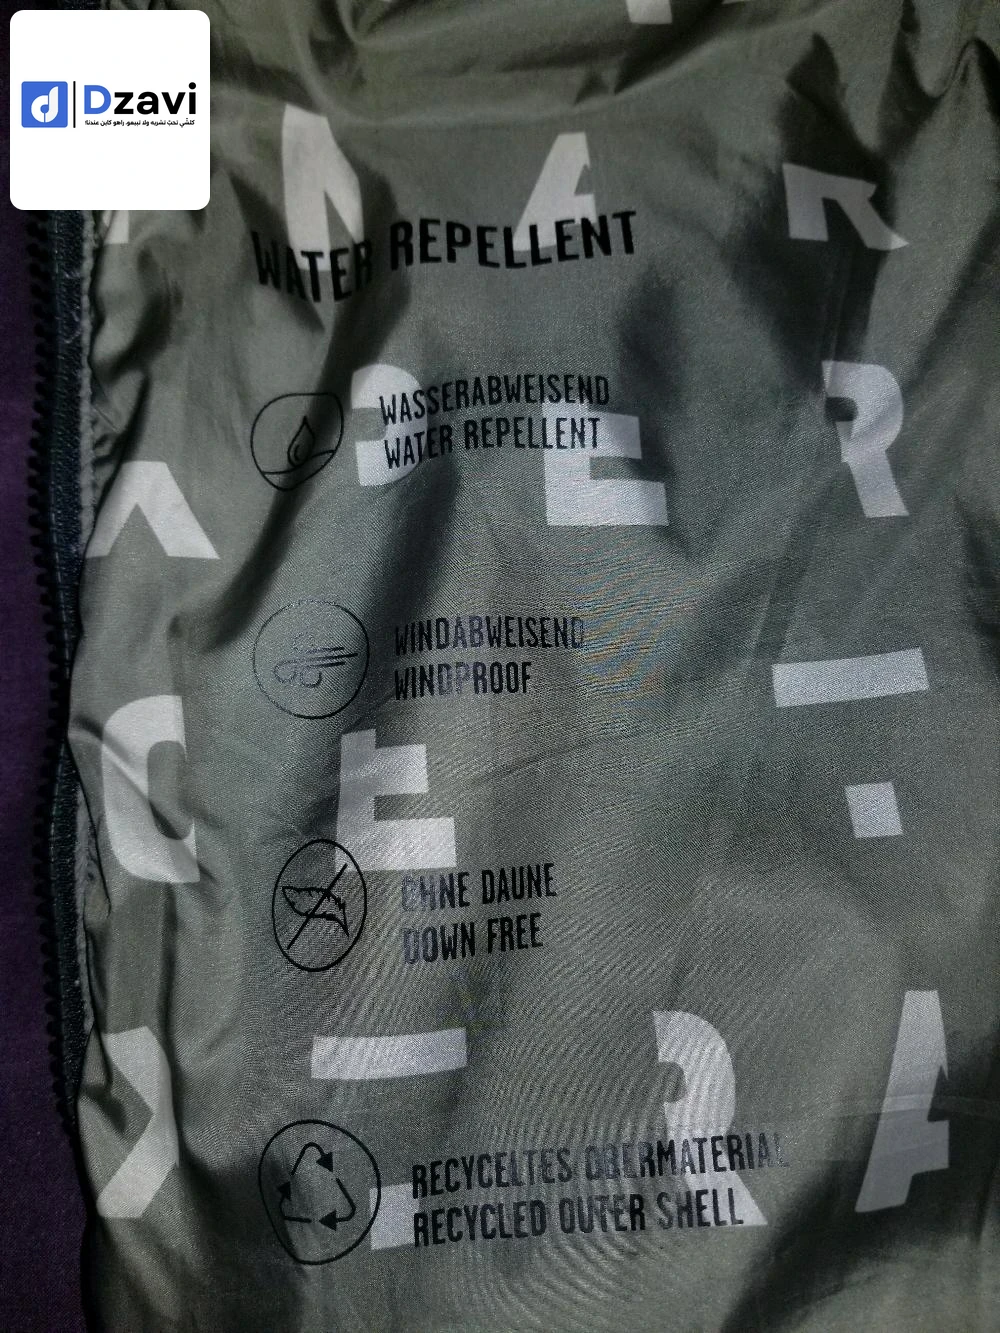 Dzavi
WATER REPELLENT
WASSERABWEISEND
WATER REPELLENT
WINDABWEISEND
WINDPROOF
OHNE DAUNE
DOWN FREE
RECYCELTES OBERMATERIAL
RECYCLED OUTER SHELL